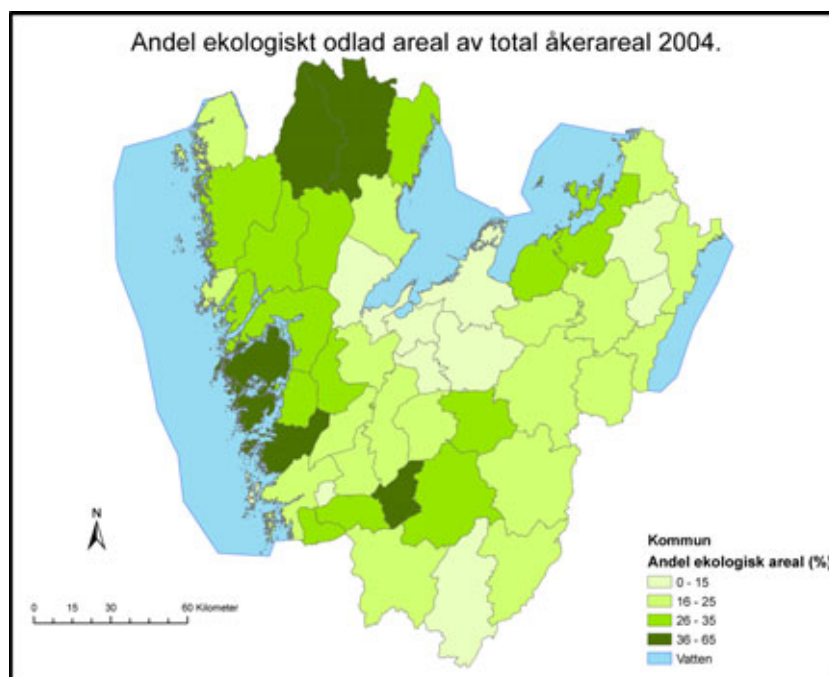 Andel ekologiskt odlad areal av total åkerareal 2004.
N
0 15 30 60 Kilometer
Kommun
Andel ekologisk areal (%)
0 - 15
16 - 25
26 - 35
36 - 65
Vatten